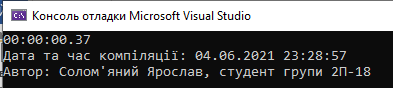 Консоль отладки Microsoft Visual Studio
00:00:00.37
Дата та час компіляції: 04.06.2021 23:28:57
Автор: Солом'яний Ярослав, студент групи 2П-18